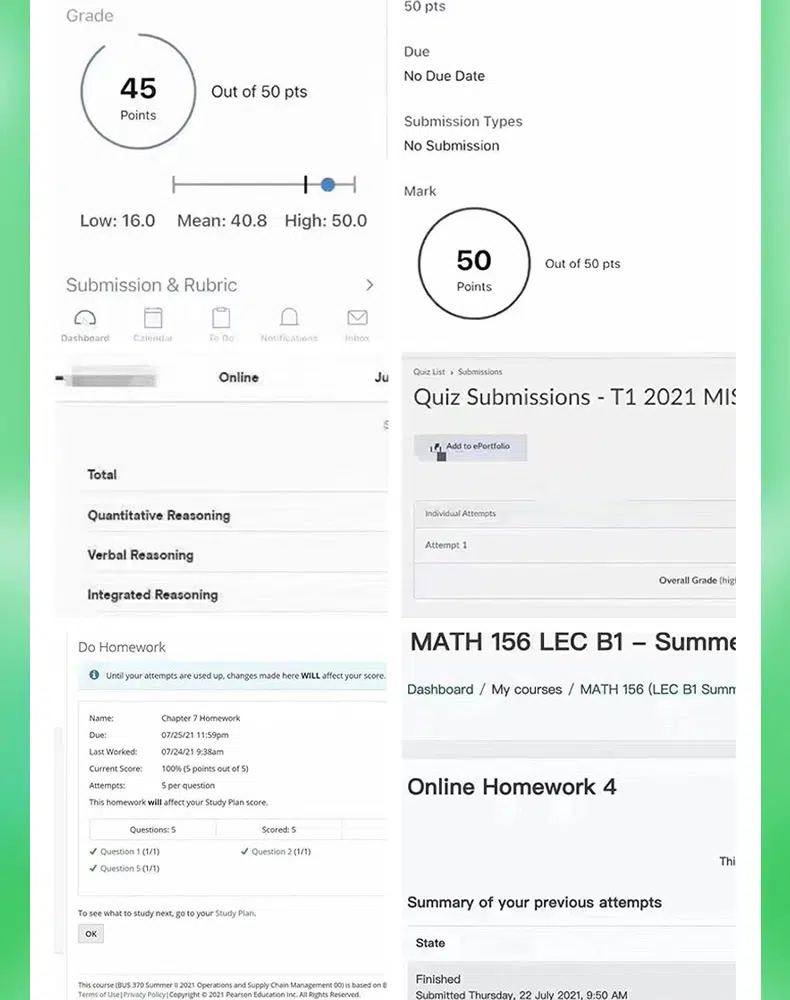 Grade
45
Points
Out of 50 pts
Low: 16.0 Mean: 40.8 High: 50.0
Submission & Rubric
Dashboard Calendar To Do Notifications Inbox
50 pts
Due
No Due Date
Submission Types
No Submission
Mark
50
Points
Out of 50 pts
Online Ju
Total
Quantitative Reasoning
Verbal Reasoning
Integrated Reasoning
Quiz List › Submissions
Quiz Submissions - T1 2021 MIS
Add to ePortfolio
Individual Attempts
Attempt 1
Overall Grade (hig
Do Homework
Until your attempts are used up, changes made here WILL affect your score.
Name: Chapter 7 Homework
Due: 07/25/21 11:59pm
Last Worked: 07/24/21 9:38am
Current Score: 100% (5 points out of 5)
Attempts: 5 per question
This homework will affect your Study Plan score.
Questions: 5 Scored: 5
✓ Question 1 (1/1) ✓ Question 2 (1/1)
✓ Question 5 (1/1)
To see what to study next, go to your Study Plan.
OK
This course (BUS 370 Summer II 2021 Operations and Supply Chain Management 00) is based on
Terms of Use | Privacy Policy | Copyright © 2021 Pearson Education Inc. All Rights Reserved.
MATH 156 LEC B1 – Summe
Dashboard / My courses / MATH 156 (LEC B1 Summ
Online Homework 4
Thi
Summary of your previous attempts
State
Finished
Submitted Thursday, 22 July 2021, 9:50 AM